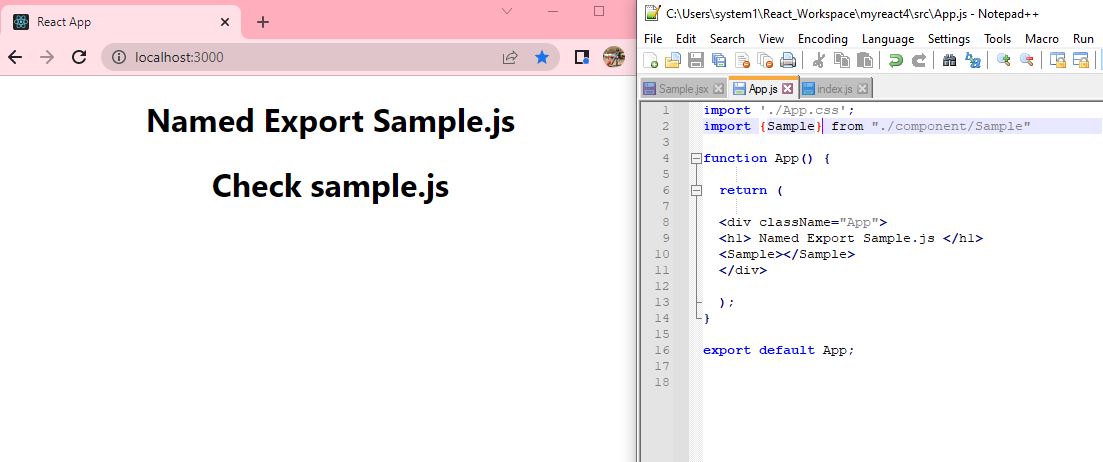 React App
localhost:3000
Named Export Sample.js
Check sample.js
C:\Users\system1\React_Workspace\myreact4\src\App.js - Notepad++
File Edit Search View Encoding Language Settings Tools Macro Run
Sample.jsx App.js index.js
1 import './App.css';
2 import {Sample} from "./component/Sample"
3
4 function App() {
5
6 return (
7
8 <div className="App">
9 <h1> Named Export Sample.js </h1>
10 <Sample></Sample>
11 </div>
12
13 );
14 }
15
16 export default App;
17
18